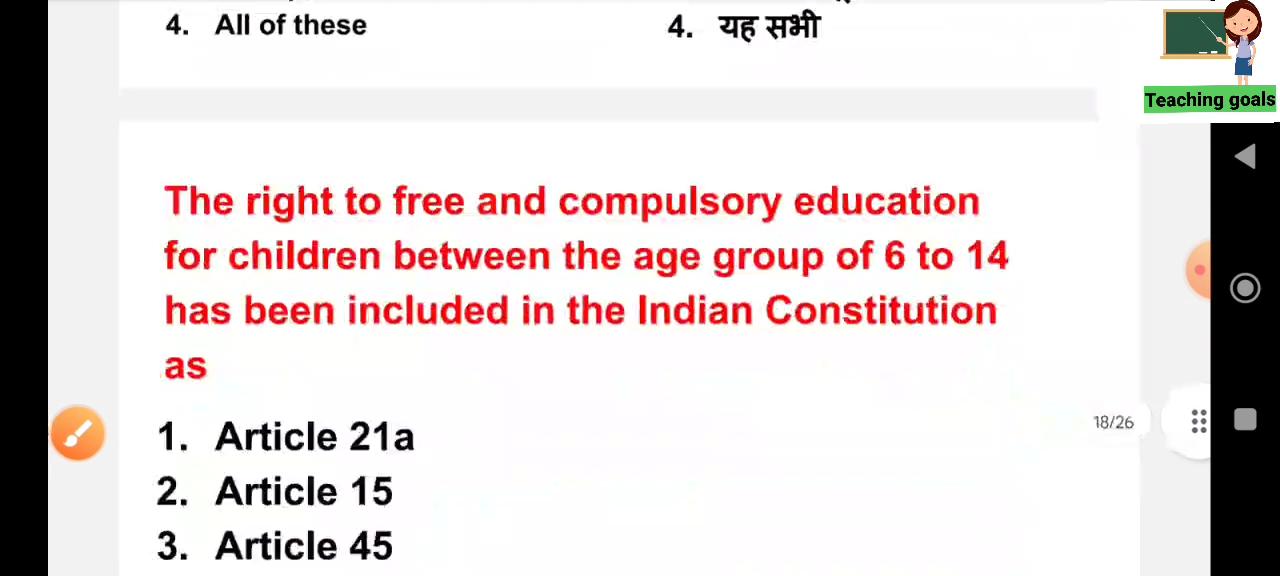 4. All of these
4. यह सभी
Teaching goals
The right to free and compulsory education
for children between the age group of 6 to 14
has been included in the Indian Constitution
as
1. Article 21a
2. Article 15
3. Article 45
18/26